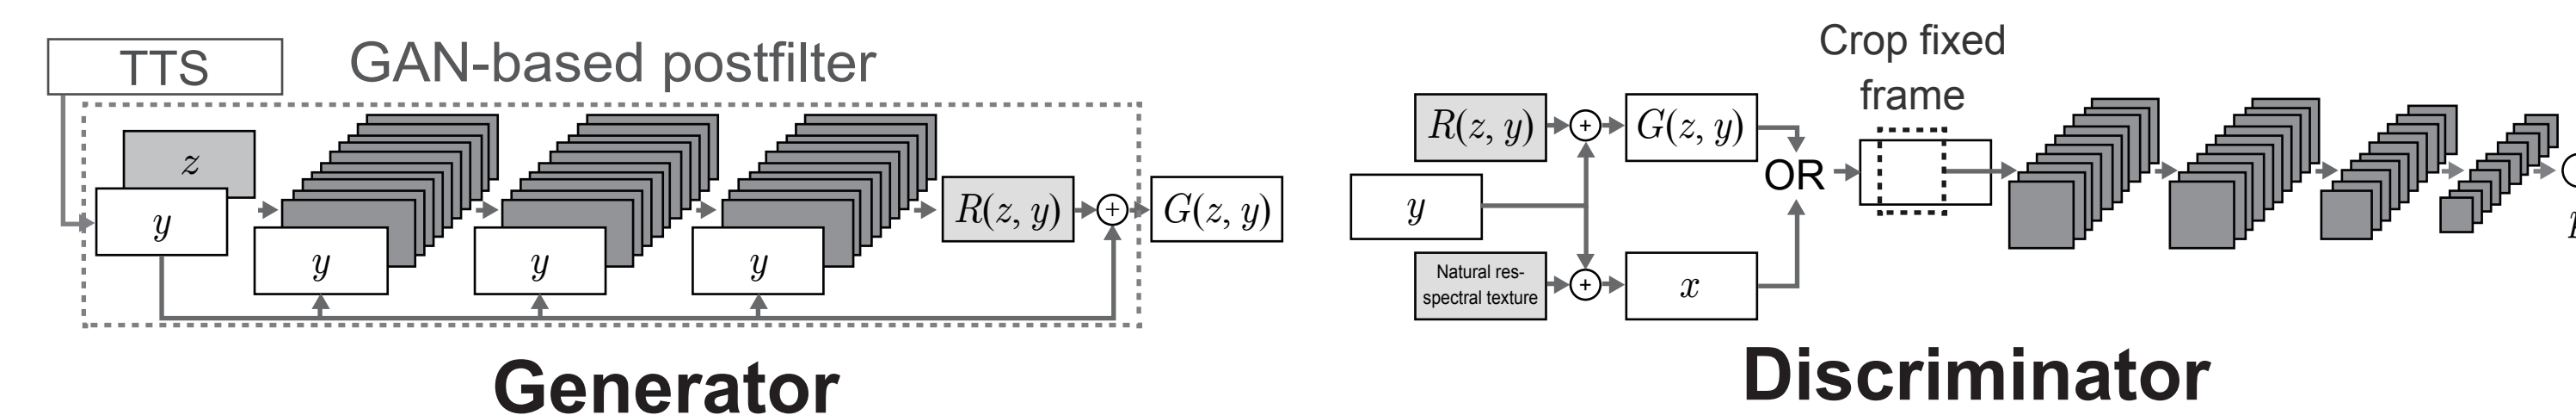 TTS
GAN-based postfilter
z
y
y
y
y
R(z, y)
+
G(z, y)
Generator
R(z, y)
+
G(z, y)
y
Natural res-
spectral texture
+
x
OR
Crop fixed
frame
Discriminator